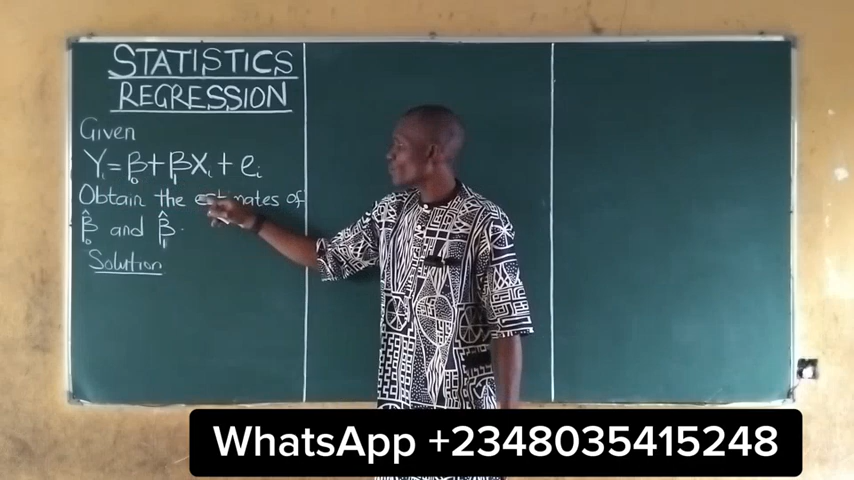 STATISTICS
REGRESSION
Given
Yᵢ = β₀ + β₁Xᵢ + eᵢ
Obtain the estimates of
β̂₀ and β̂₁.
Solution
WhatsApp +2348035415248